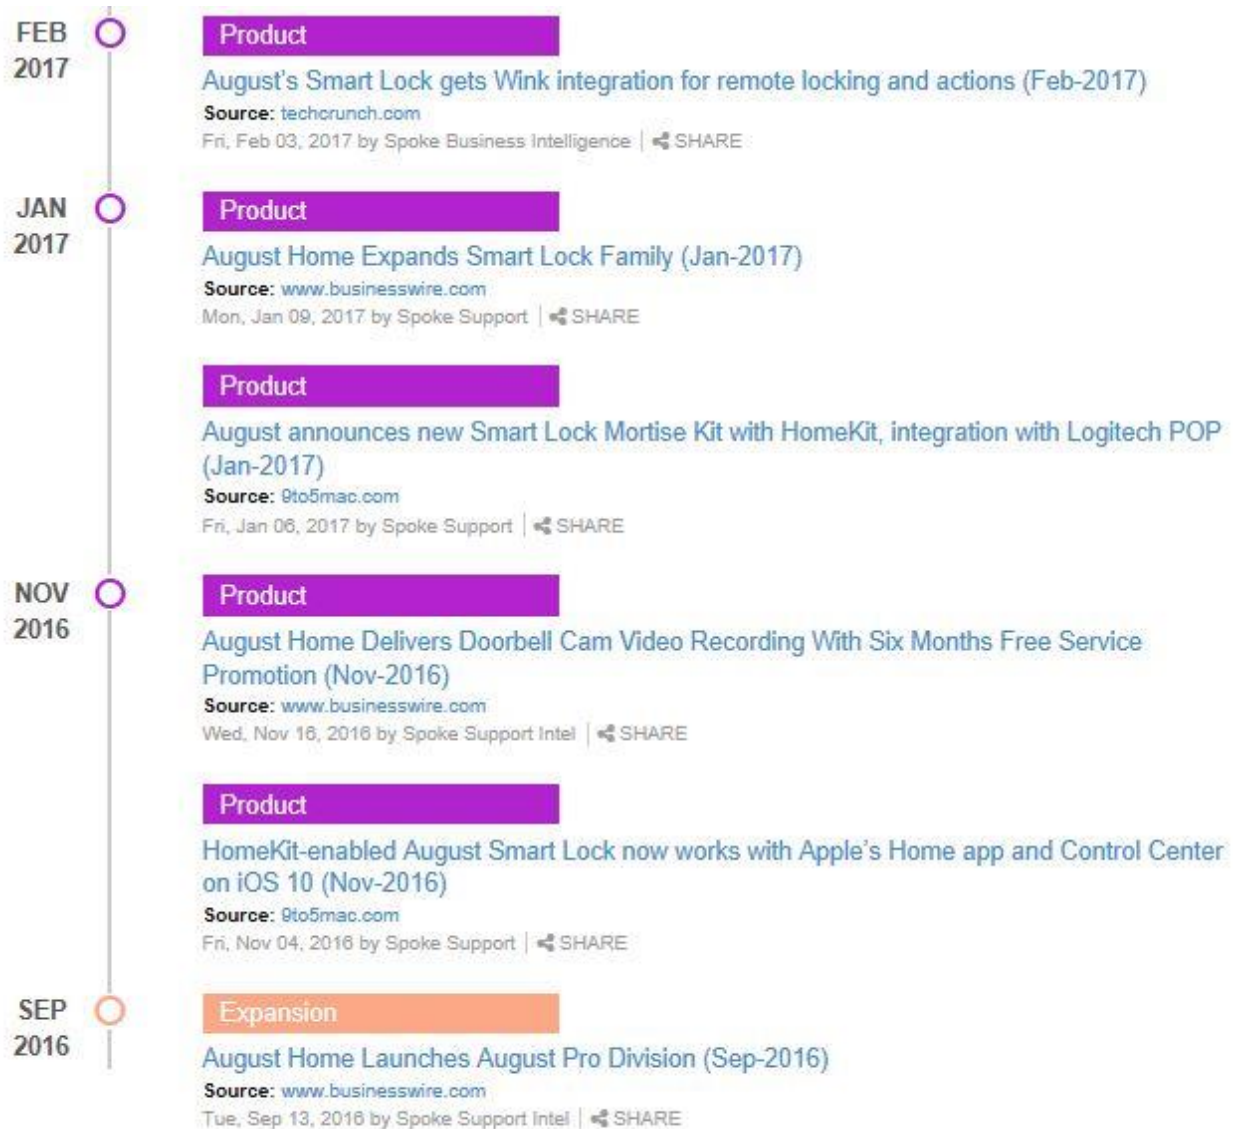 FEB
2017
Product
August's Smart Lock gets Wink integration for remote locking and actions (Feb-2017)
Source: techcrunch.com
Fri, Feb 03, 2017 by Spoke Business Intelligence | SHARE
JAN
2017
Product
August Home Expands Smart Lock Family (Jan-2017)
Source: www.businesswire.com
Mon, Jan 09, 2017 by Spoke Support | SHARE
Product
August announces new Smart Lock Mortise Kit with HomeKit, integration with Logitech POP
(Jan-2017)
Source: 9to5mac.com
Fri, Jan 06, 2017 by Spoke Support | SHARE
NOV
2016
Product
August Home Delivers Doorbell Cam Video Recording With Six Months Free Service
Promotion (Nov-2016)
Source: www.businesswire.com
Wed, Nov 16, 2016 by Spoke Support Intel | SHARE
Product
HomeKit-enabled August Smart Lock now works with Apple's Home app and Control Center
on iOS 10 (Nov-2016)
Source: 9to5mac.com
Fri, Nov 04, 2016 by Spoke Support | SHARE
SEP
2016
Expansion
August Home Launches August Pro Division (Sep-2016)
Source: www.businesswire.com
Tue, Sep 13, 2016 by Spoke Support Intel | SHARE